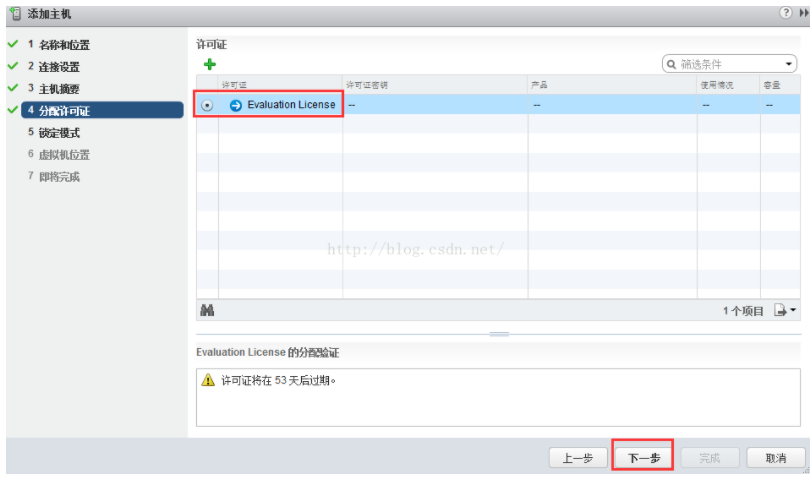 添加主机
1 名称和位置
2 连接设置
3 主机摘要
4 分配许可证
5 锁定模式
6 虚拟机位置
7 即将完成
许可证
筛选条件
许可证 许可证密钥 产品 使用情况 容量
Evaluation License -- -- -- --
http://blog.csdn.net/
1 个项目
Evaluation License 的分配验证
许可证将在 53 天后过期。
上一步 下一步 完成 取消